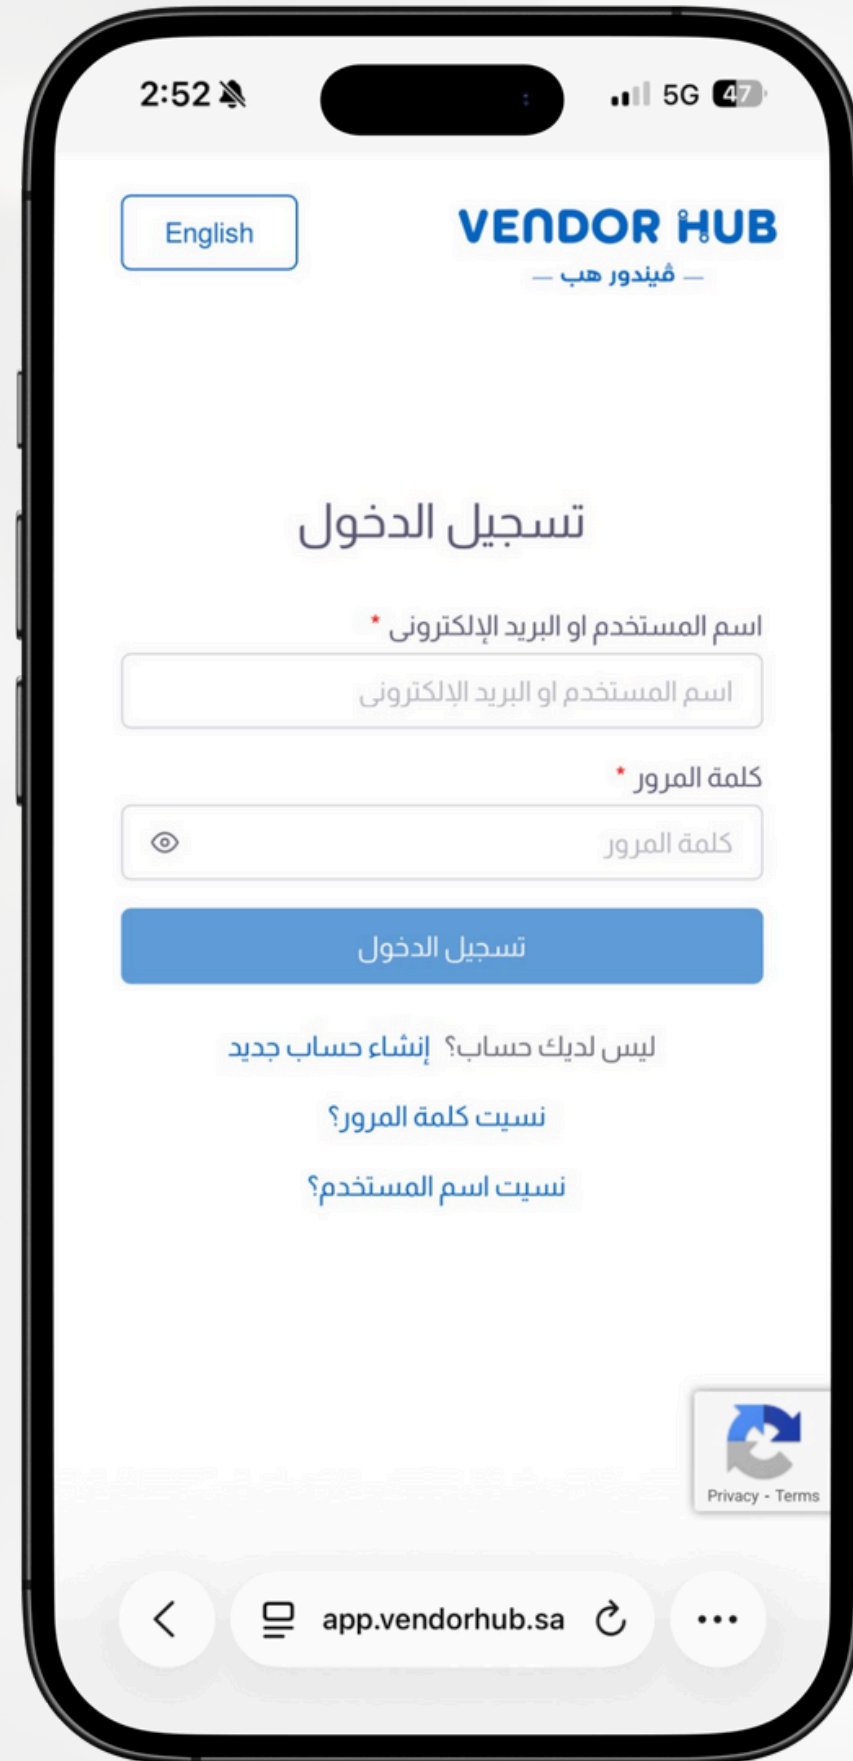 2:52
5G 47
English
VENDOR HUB
ڤيندور هب
تسجيل الدخول
اسم المستخدم او البريد الإلكترونى *
اسم المستخدم او البريد الإلكترونى
كلمة المرور *
كلمة المرور
تسجيل الدخول
ليس لديك حساب؟ إنشاء حساب جديد
نسيت كلمة المرور؟
نسيت اسم المستخدم؟
Privacy - Terms
app.vendorhub.sa